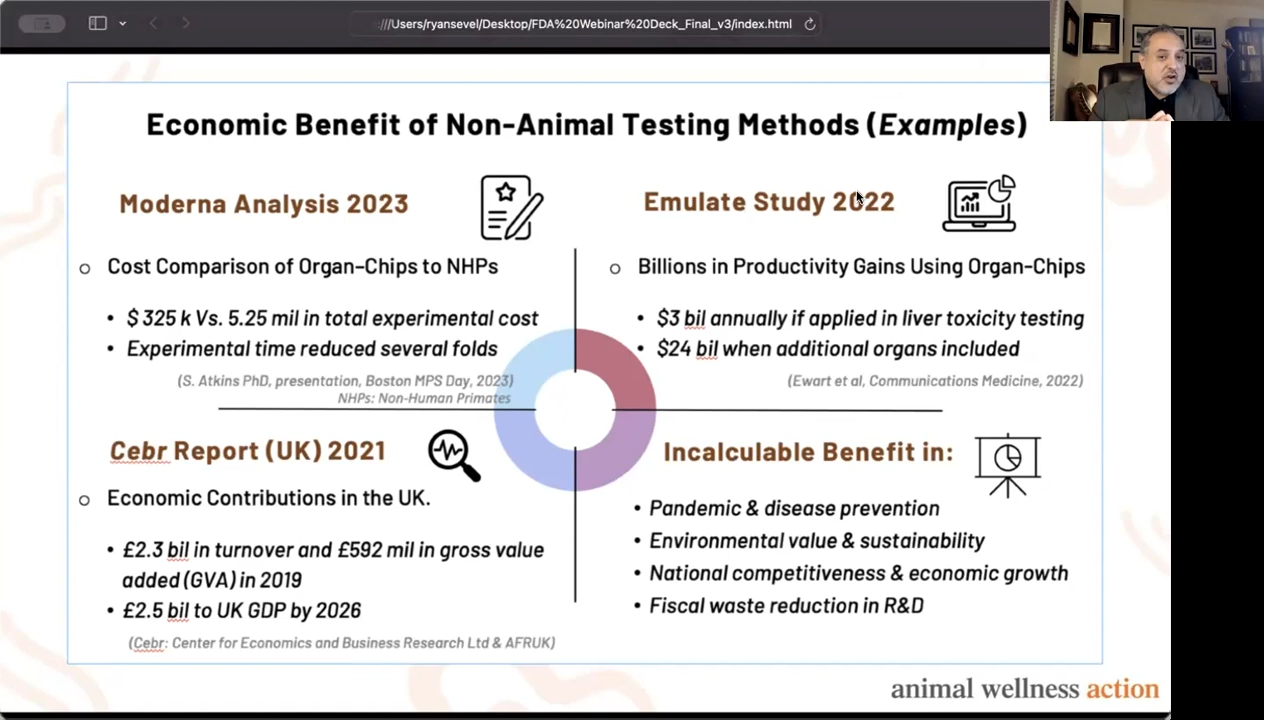 :///Users/ryansevel/Desktop/FDA%20Webinar%20Deck_Final_v3/index.html
Economic Benefit of Non-Animal Testing Methods (Examples)
Moderna Analysis 2023
Cost Comparison of Organ-Chips to NHPs
$ 325 k Vs. 5.25 mil in total experimental cost
Experimental time reduced several folds
(S. Atkins PhD, presentation, Boston MPS Day, 2023)
NHPs: Non-Human Primates
Emulate Study 2022
Billions in Productivity Gains Using Organ-Chips
$3 bil annually if applied in liver toxicity testing
$24 bil when additional organs included
(Ewart et al, Communications Medicine, 2022)
Cebr Report (UK) 2021
Economic Contributions in the UK.
£2.3 bil in turnover and £592 mil in gross value
added (GVA) in 2019
£2.5 bil to UK GDP by 2026
(Cebr: Center for Economics and Business Research Ltd & AFRUK)
Incalculable Benefit in:
Pandemic & disease prevention
Environmental value & sustainability
National competitiveness & economic growth
Fiscal waste reduction in R&D
animal wellness action